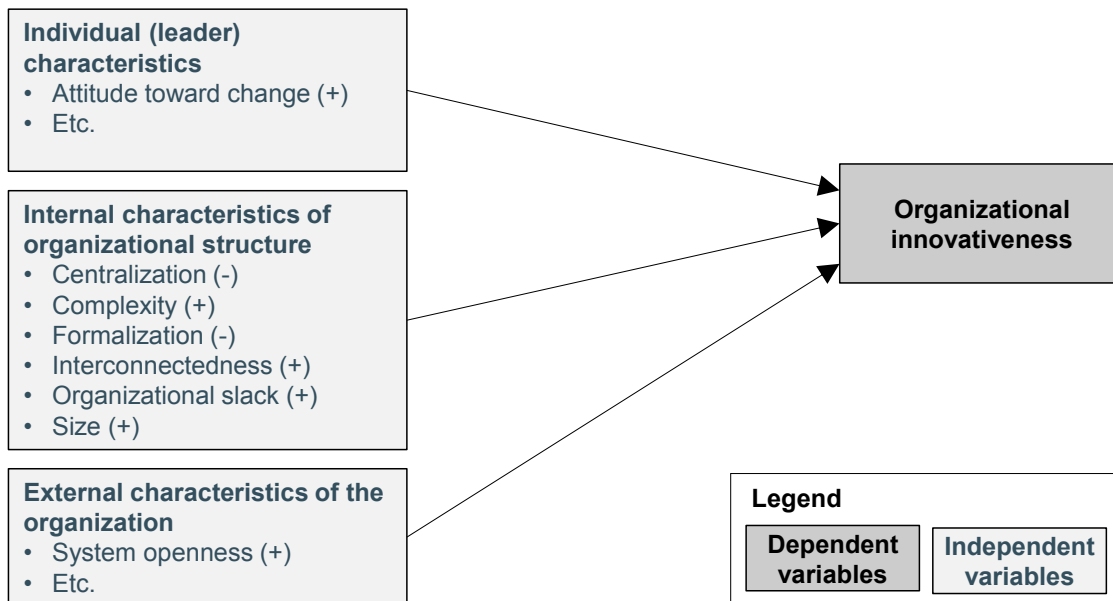 Individual (leader)
characteristics
• Attitude toward change (+)
• Etc.
Internal characteristics of
organizational structure
• Centralization (-)
• Complexity (+)
• Formalization (-)
• Interconnectedness (+)
• Organizational slack (+)
• Size (+)
External characteristics of the
organization
• System openness (+)
• Etc.
Organizational
innovativeness
Legend
Dependent
variables
Independent
variables